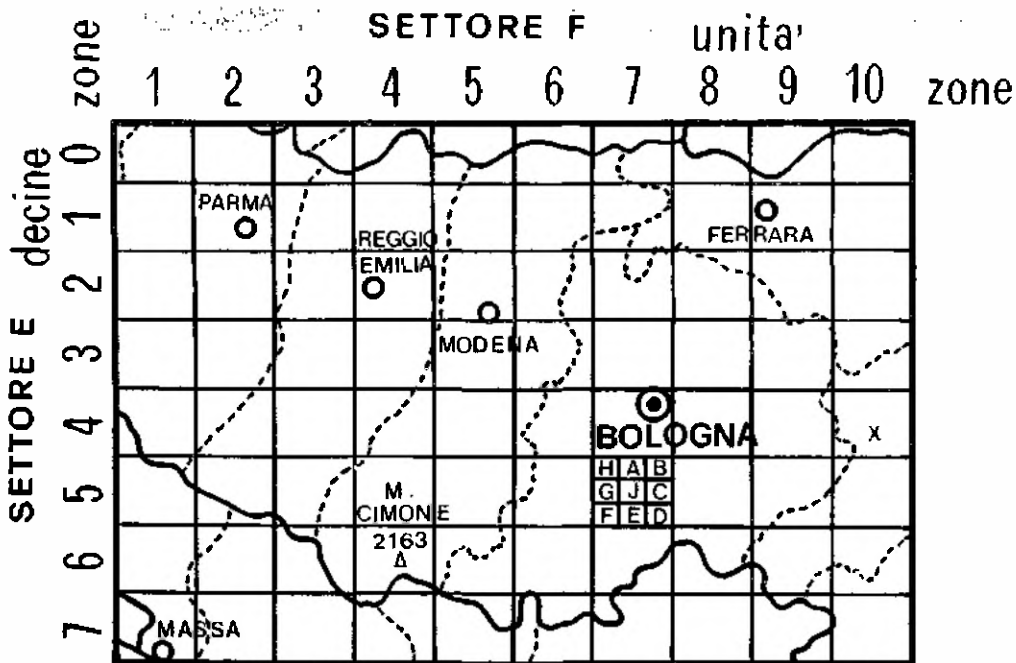 SETTORE F
unita'
zone
1 2 3 4 5 6 7 8 9 10
zone
SETTORE E
decine
0
1
2
3
4
5
6
7
PARMA
REGGIO
EMILIA
FERRARA
MODENA
BOLOGNA
x
H A B
G J C
F E D
M.
CIMONE
2163
Δ
MASSA